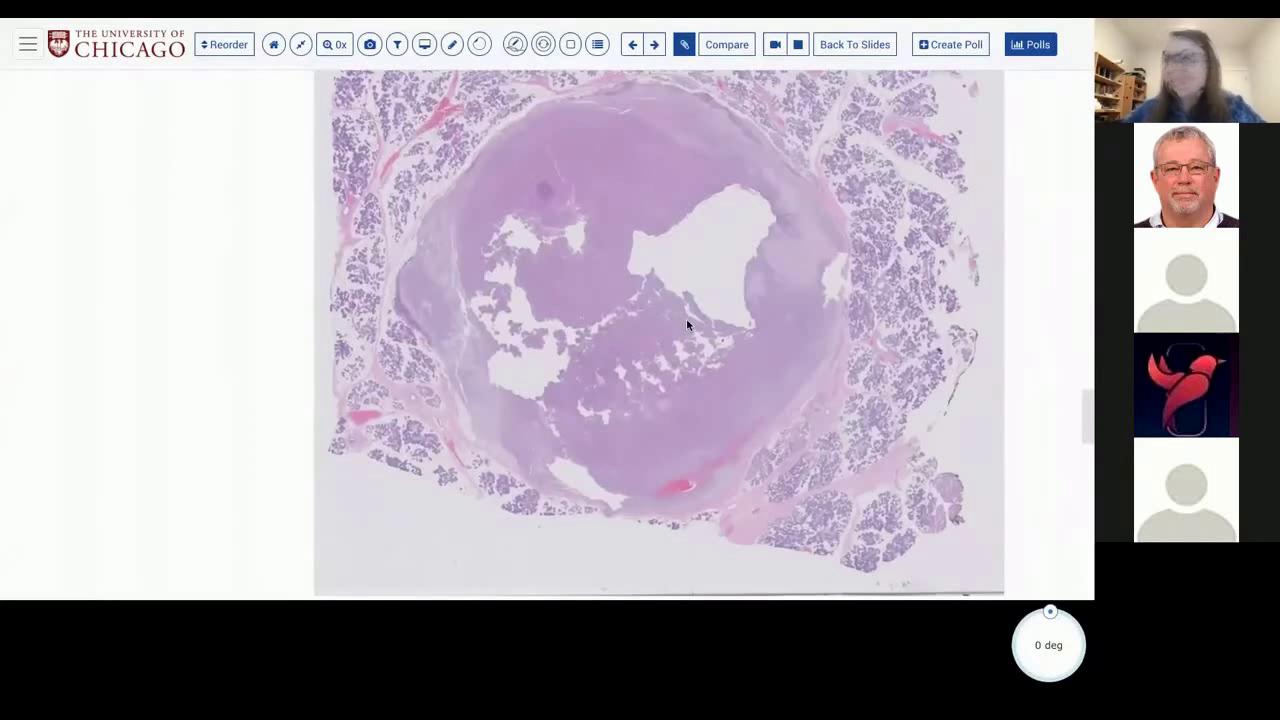 THE UNIVERSITY OF
CHICAGO
Reorder
0x
Compare
Back To Slides
Create Poll
Polls
0 deg